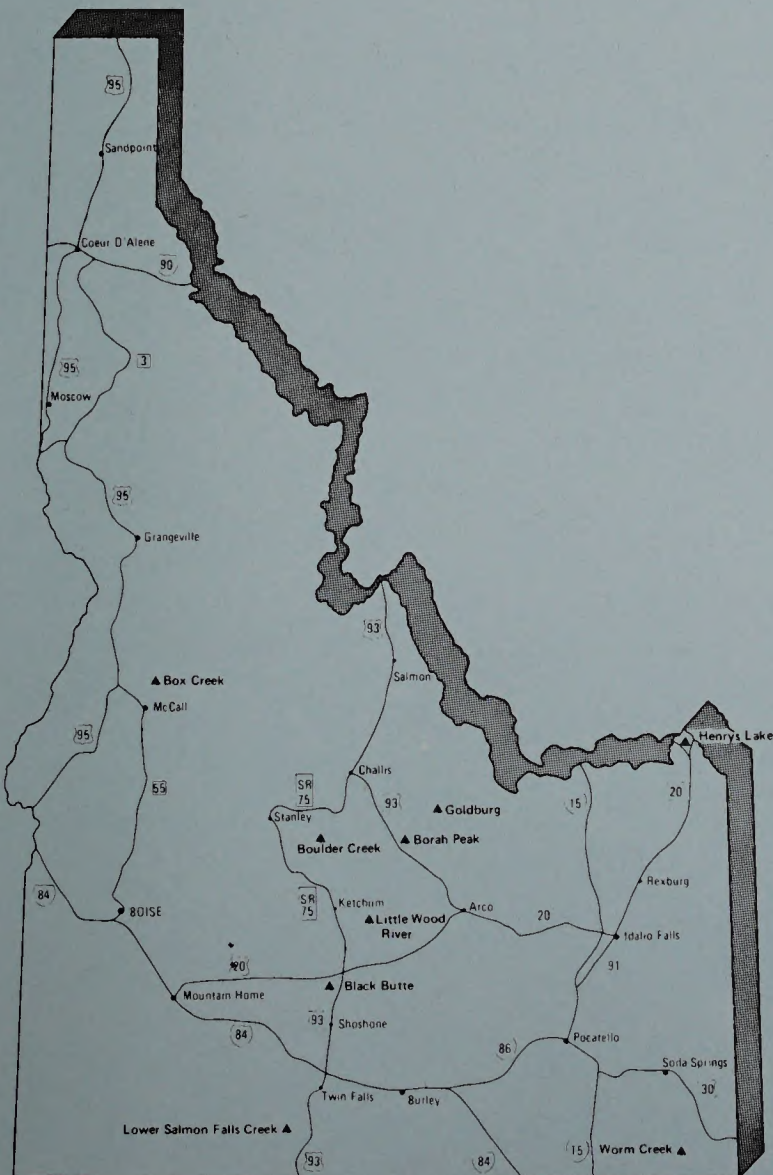 95
Sandpoint
Coeur D'Alene
90
95
3
Moscow
95
Grangeville
93
Salmon
Box Creek
McCall
95
55
Henrys Lake
Challis
SR
75
93
Goldburg
15
20
Stanley
Boulder Creek
Borah Peak
84
SR
75
Ketchum
Rexburg
BOISE
Little Wood
River
Arco
20
Idaho Falls
91
20
Black Butte
Mountain Home
93
Shoshone
84
86
Pocatello
Soda Springs
30
Twin Falls
Burley
Lower Salmon Falls Creek
93
84
15
Worm Creek